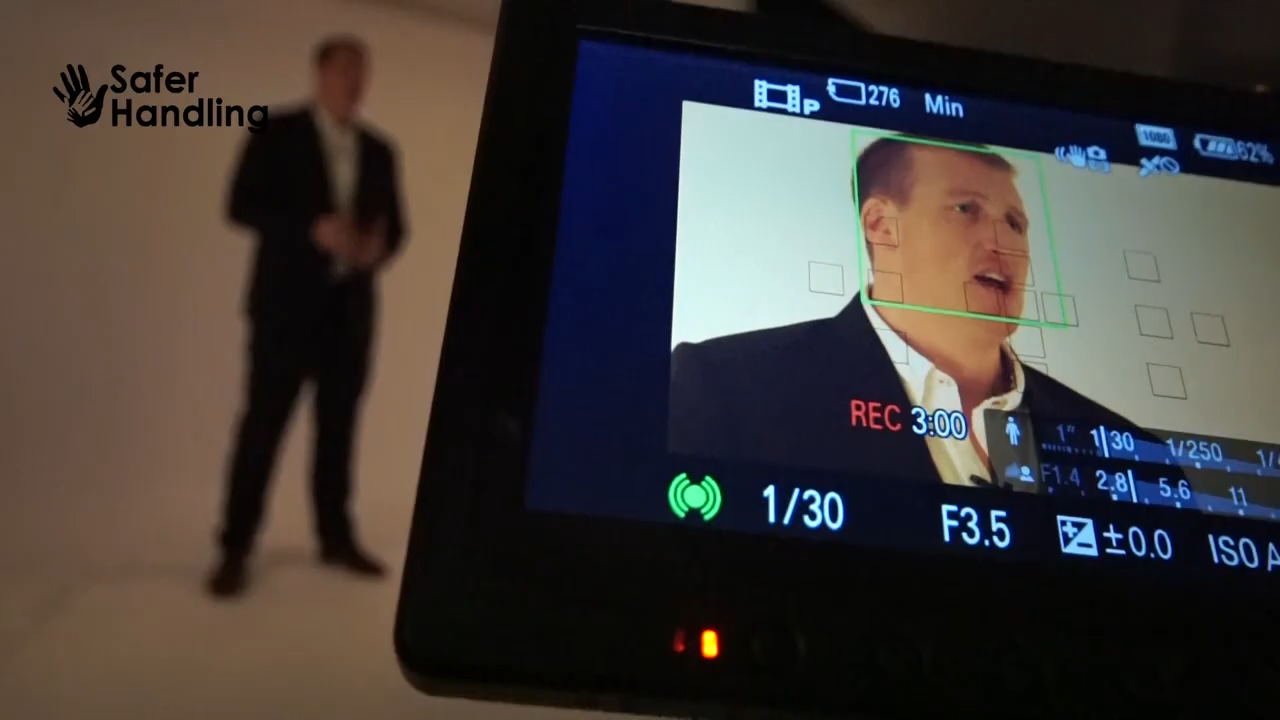 Safer
Handling
P 276 Min
1080
62%
REC 3:00
1" 1/30 1/250
F1.4 2.8 5.6 11
1/30 F3.5 ±0.0 ISO